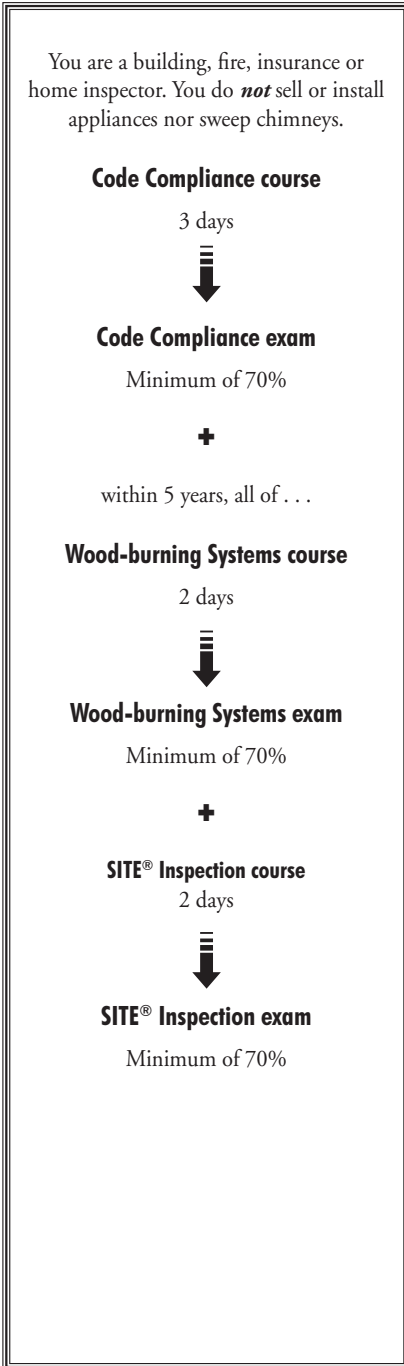 You are a building, fire, insurance or
home inspector. You do not sell or install
appliances nor sweep chimneys.
Code Compliance course
3 days
Code Compliance exam
Minimum of 70%
+
within 5 years, all of . . .
Wood-burning Systems course
2 days
Wood-burning Systems exam
Minimum of 70%
+
SITE® Inspection course
2 days
SITE® Inspection exam
Minimum of 70%